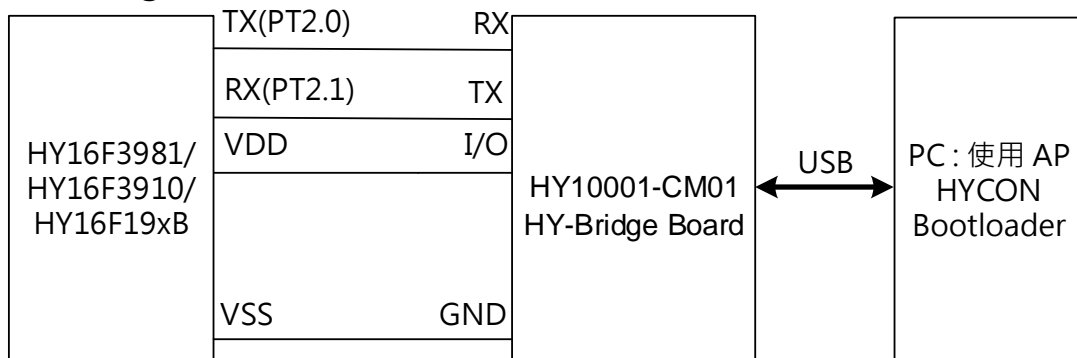 TX(PT2.0) RX
RX(PT2.1) TX
VDD I/O
VSS GND
HY16F3981/
HY16F3910/
HY16F19xB
HY10001-CM01
HY-Bridge Board
USB
PC : 使用 AP
HYCON
Bootloader